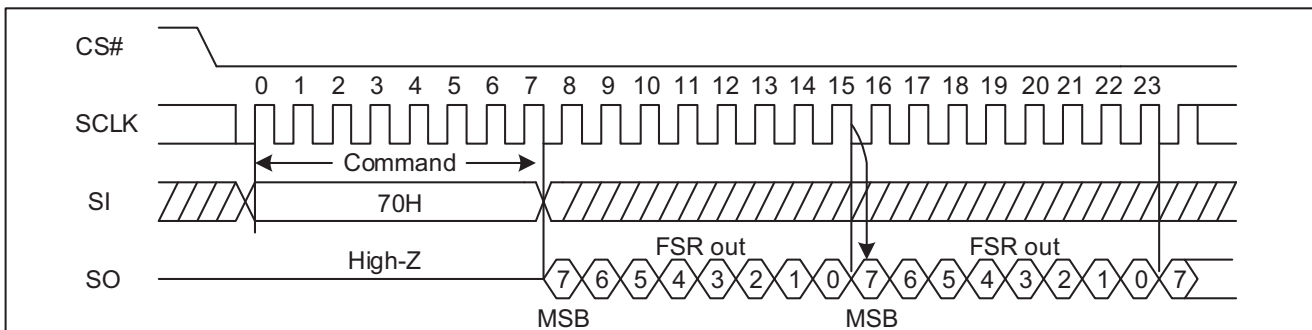 CS#
0 1 2 3 4 5 6 7 8 9 10 11 12 13 14 15 16 17 18 19 20 21 22 23
SCLK
Command
SI
70H
High-Z
FSR out
FSR out
SO
7 6 5 4 3 2 1 0 7 6 5 4 3 2 1 0 7
MSB
MSB